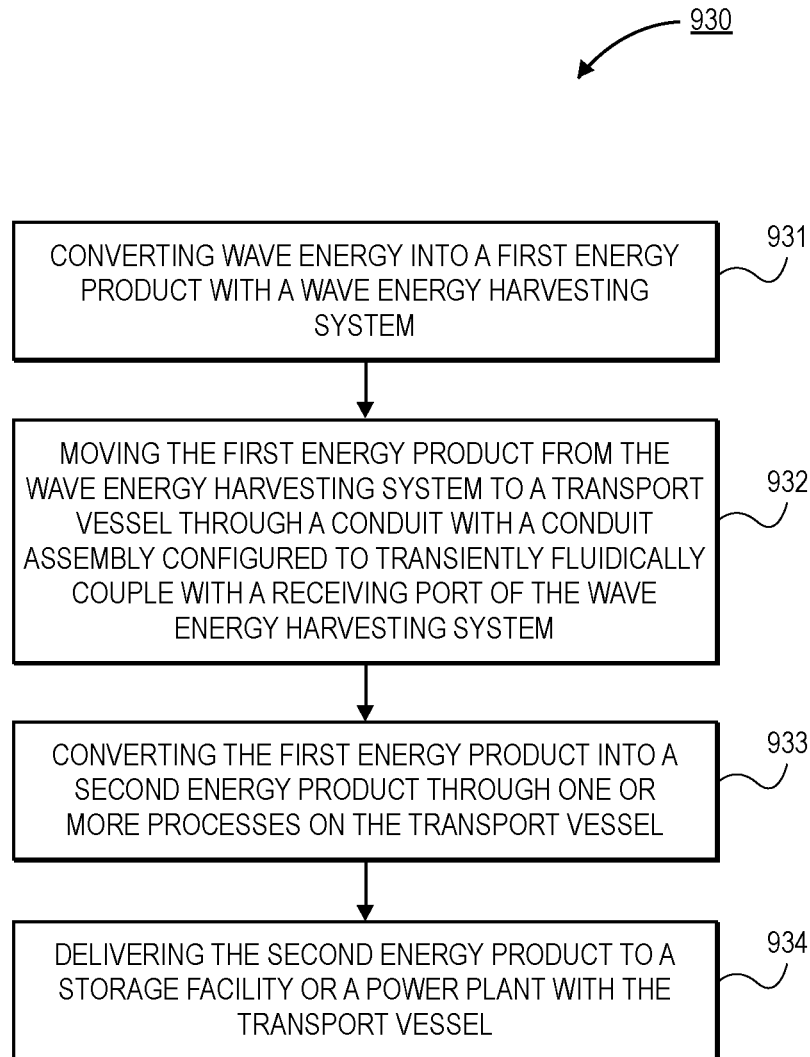 930
CONVERTING WAVE ENERGY INTO A FIRST ENERGY
PRODUCT WITH A WAVE ENERGY HARVESTING
SYSTEM
931
MOVING THE FIRST ENERGY PRODUCT FROM THE
WAVE ENERGY HARVESTING SYSTEM TO A TRANSPORT
VESSEL THROUGH A CONDUIT WITH A CONDUIT
ASSEMBLY CONFIGURED TO TRANSIENTLY FLUIDICALLY
COUPLE WITH A RECEIVING PORT OF THE WAVE
ENERGY HARVESTING SYSTEM
932
CONVERTING THE FIRST ENERGY PRODUCT INTO A
SECOND ENERGY PRODUCT THROUGH ONE OR
MORE PROCESSES ON THE TRANSPORT VESSEL
933
DELIVERING THE SECOND ENERGY PRODUCT TO A
STORAGE FACILITY OR A POWER PLANT WITH THE
TRANSPORT VESSEL
934